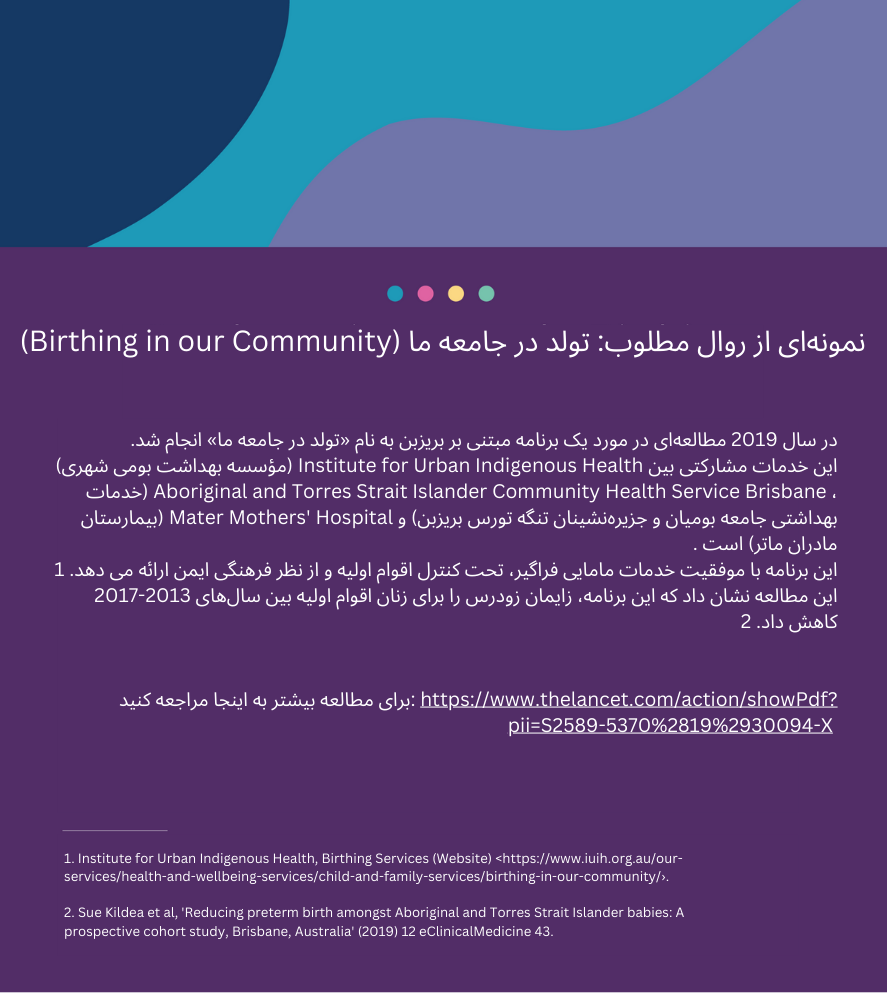 نمونه‌ای از روال مطلوب: تولد در جامعه ما (Birthing in our Community)
در سال 2019 مطالعه‌ای در مورد یک برنامه مبتنی بر بریزبن به نام «تولد در جامعه ما» انجام شد.
این خدمات مشارکتی بین Institute for Urban Indigenous Health (مؤسسه بهداشت بومی شهری)
، Aboriginal and Torres Strait Islander Community Health Service Brisbane (خدمات
بهداشتی جامعه بومیان و جزیره‌نشینان تنگه تورس بریزبن) و Mater Mothers' Hospital (بیمارستان
مادران ماتر) است .
این برنامه با موفقیت خدمات مامایی فراگیر، تحت کنترل اقوام اولیه و از نظر فرهنگی ایمن ارائه می دهد. 1
این مطالعه نشان داد که این برنامه، زایمان زودرس را برای زنان اقوام اولیه بین سال‌های 2013-2017
کاهش داد. 2
https://www.thelancet.com/action/showPdf? :برای مطالعه بیشتر به اینجا مراجعه کنید
pii=S2589-5370%2819%2930094-X
1. Institute for Urban Indigenous Health, Birthing Services (Website) <https://www.iuih.org.au/our-
services/health-and-wellbeing-services/child-and-family-services/birthing-in-our-community/›.
2. Sue Kildea et al, 'Reducing preterm birth amongst Aboriginal and Torres Strait Islander babies: A
prospective cohort study, Brisbane, Australia' (2019) 12 eClinicalMedicine 43.